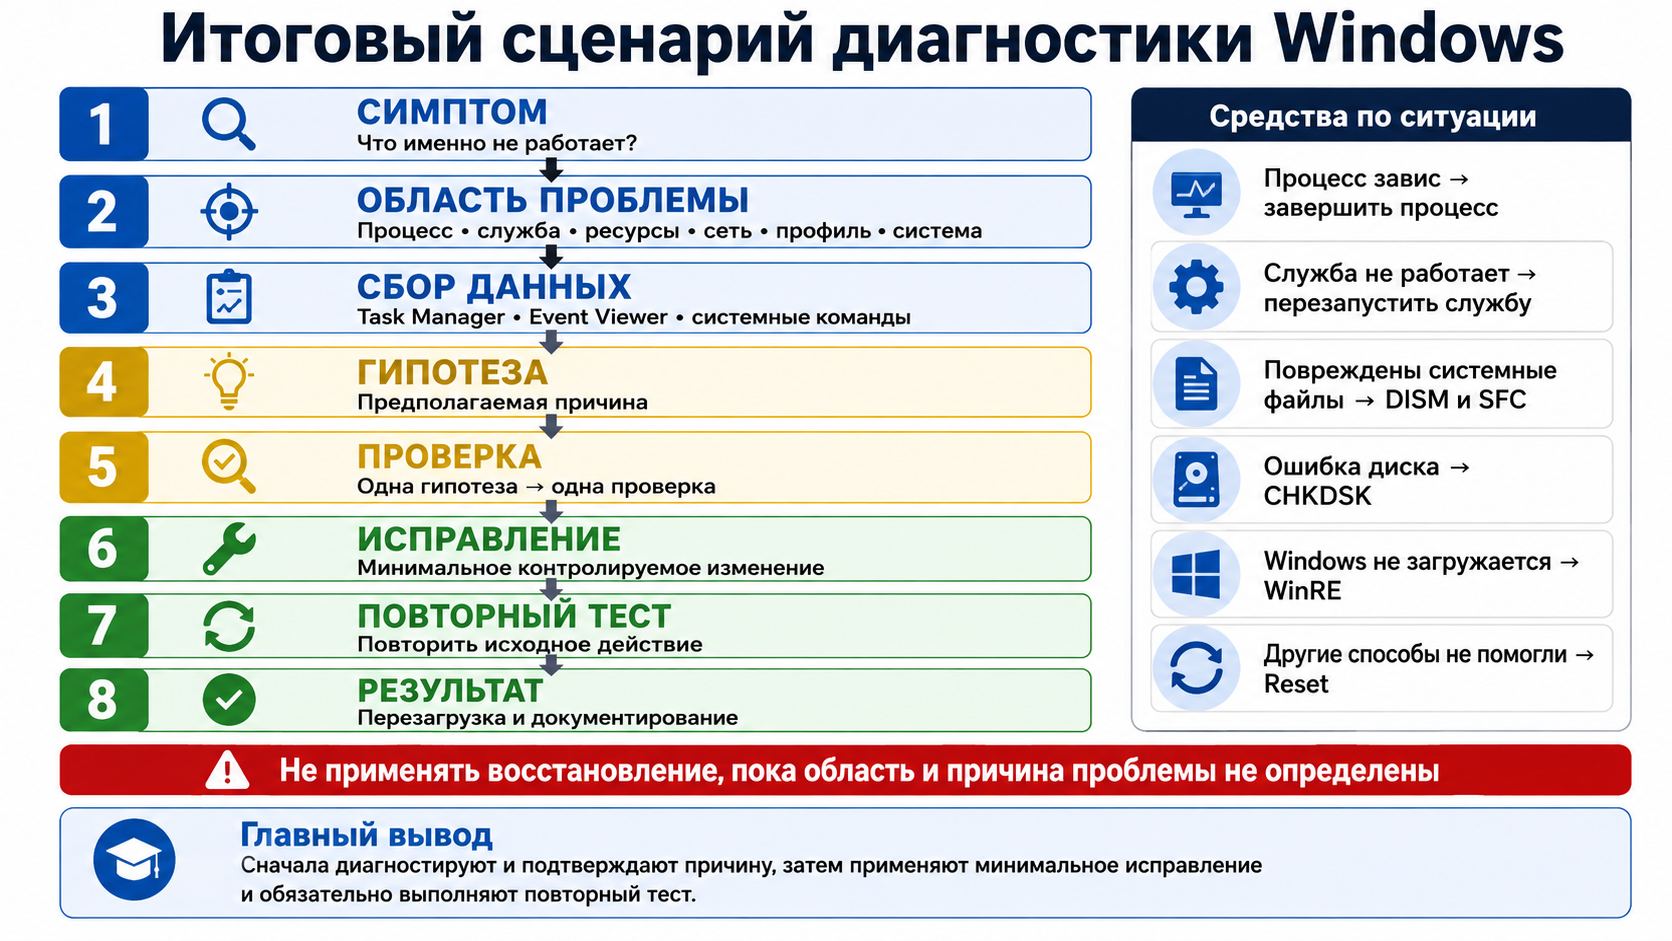 Итоговый сценарий диагностики Windows
1
СИМПТОМ
Что именно не работает?
2
ОБЛАСТЬ ПРОБЛЕМЫ
Процесс • служба • ресурсы • сеть • профиль • система
3
СБОР ДАННЫХ
Task Manager • Event Viewer • системные команды
4
ГИПОТЕЗА
Предполагаемая причина
5
ПРОВЕРКА
Одна гипотеза → одна проверка
6
ИСПРАВЛЕНИЕ
Минимальное контролируемое изменение
7
ПОВТОРНЫЙ ТЕСТ
Повторить исходное действие
8
РЕЗУЛЬТАТ
Перезагрузка и документирование
Средства по ситуации
Процесс завис →
завершить процесс
Служба не работает →
перезапустить службу
Повреждены системные
файлы → DISM и SFC
Ошибка диска →
CHKDSK
Windows не загружается →
WinRE
Другие способы не помогли →
Reset
Не применять восстановление, пока область и причина проблемы не определены
Главный вывод
Сначала диагностируют и подтверждают причину, затем применяют минимальное исправление
и обязательно выполняют повторный тест.